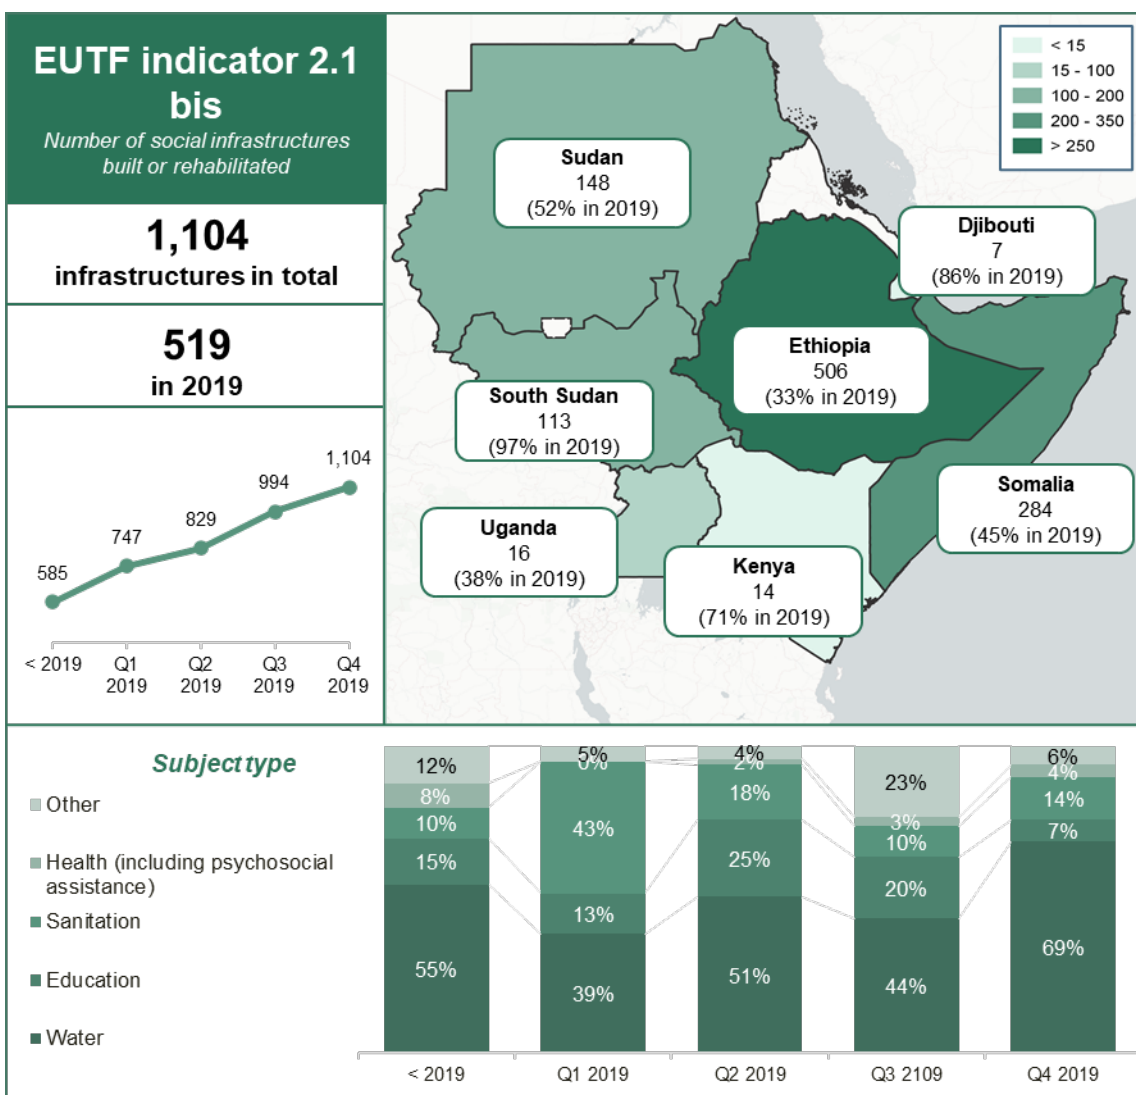 EUTF indicator 2.1
bis
Number of social infrastructures
built or rehabilitated
1,104
infrastructures in total
519
in 2019
585
747
829
994
1,104
< 2019
Q1
2019
Q2
2019
Q3
2019
Q4
2019
< 15
15 - 100
100 - 200
200 - 350
> 250
Sudan
148
(52% in 2019)
Djibouti
7
(86% in 2019)
Ethiopia
506
(33% in 2019)
South Sudan
113
(97% in 2019)
Somalia
284
(45% in 2019)
Uganda
16
(38% in 2019)
Kenya
14
(71% in 2019)
Subject type
Other
Health (including psychosocial
assistance)
Sanitation
Education
Water
12%
8%
10%
15%
55%
5%
0%
43%
13%
39%
4%
2%
18%
25%
51%
23%
3%
10%
20%
44%
6%
4%
14%
7%
69%
< 2019
Q1 2019
Q2 2019
Q3 2109
Q4 2019